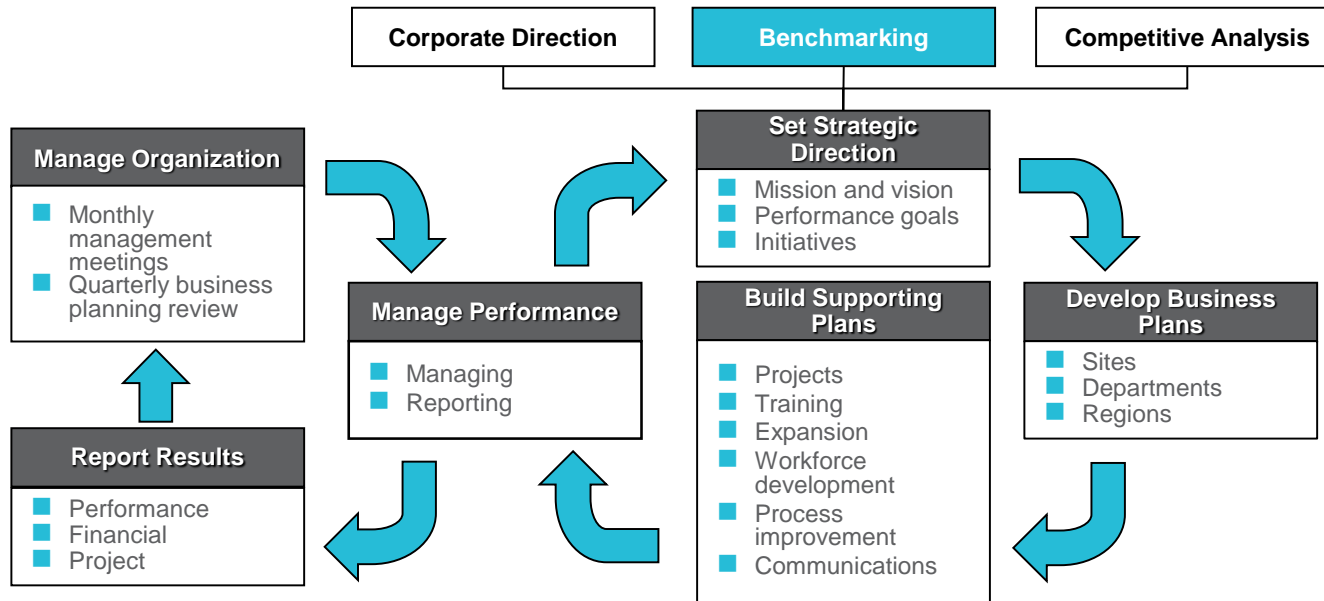 Corporate Direction
Benchmarking
Competitive Analysis
Set Strategic
Direction
Mission and vision
Performance goals
Initiatives
Manage Organization
Monthly
management
meetings
Quarterly business
planning review
Manage Performance
Managing
Reporting
Build Supporting
Plans
Projects
Training
Expansion
Workforce
development
Process
improvement
Communications
Develop Business
Plans
Sites
Departments
Regions
Report Results
Performance
Financial
Project